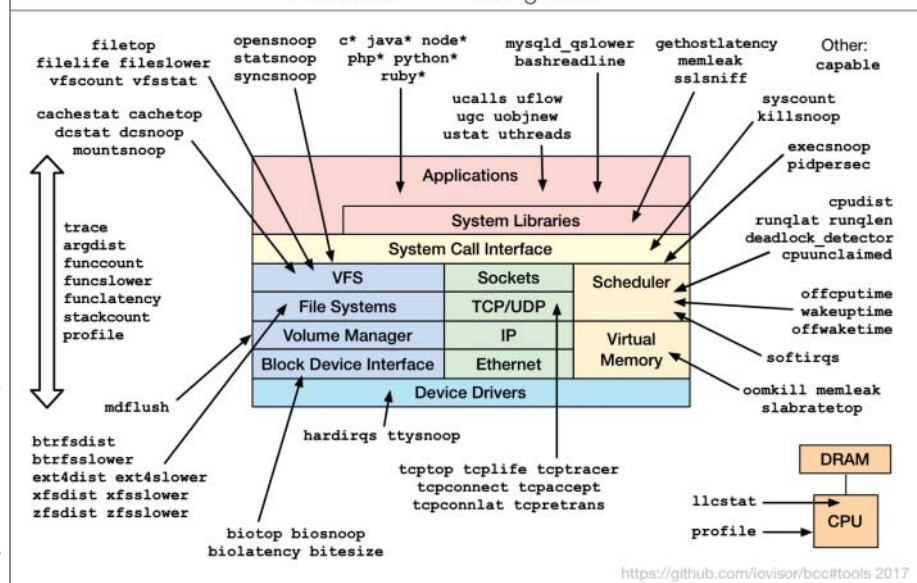 filetop
filelife fileslower
vfscount vfsstat
opensnoop
statsnoop
syncsnoop
c* java* node*
php* python*
ruby*
mysqld_qslower
bashreadline
gethostlatency
memleak
sslsniff
Other:
capable
cachestat cachetop
dcstat dcsnoop
mountsnoop
ucalls uflow
ugc uobjnew
ustat uthreads
syscount
killsnoop
execsnoop
pidpersec
trace
argdist
funccount
funcslower
funclatency
stackcount
profile
Applications
System Libraries
System Call Interface
VFS
Sockets
Scheduler
File Systems
TCP/UDP
Volume Manager
IP
Virtual
Memory
Block Device Interface
Ethernet
Device Drivers
cpudist
runqlat runqlen
deadlock_detector
cpuunclaimed
offcputime
wakeuptime
offwaketime
softirqs
oomkill memleak
slabratetop
mdflush
hardirqs ttysnoop
btrfsdist
btrfsslower
ext4dist ext4slower
xfsdist xfsslower
zfsdist zfsslower
biotop biosnoop
biolatency bitesize
tcptop tcplife tcptracer
tcpconnect tcpaccept
tcpconnlat tcpretrans
DRAM
llcstat
CPU
profile
https://github.com/iovisor/bcc#tools 2017